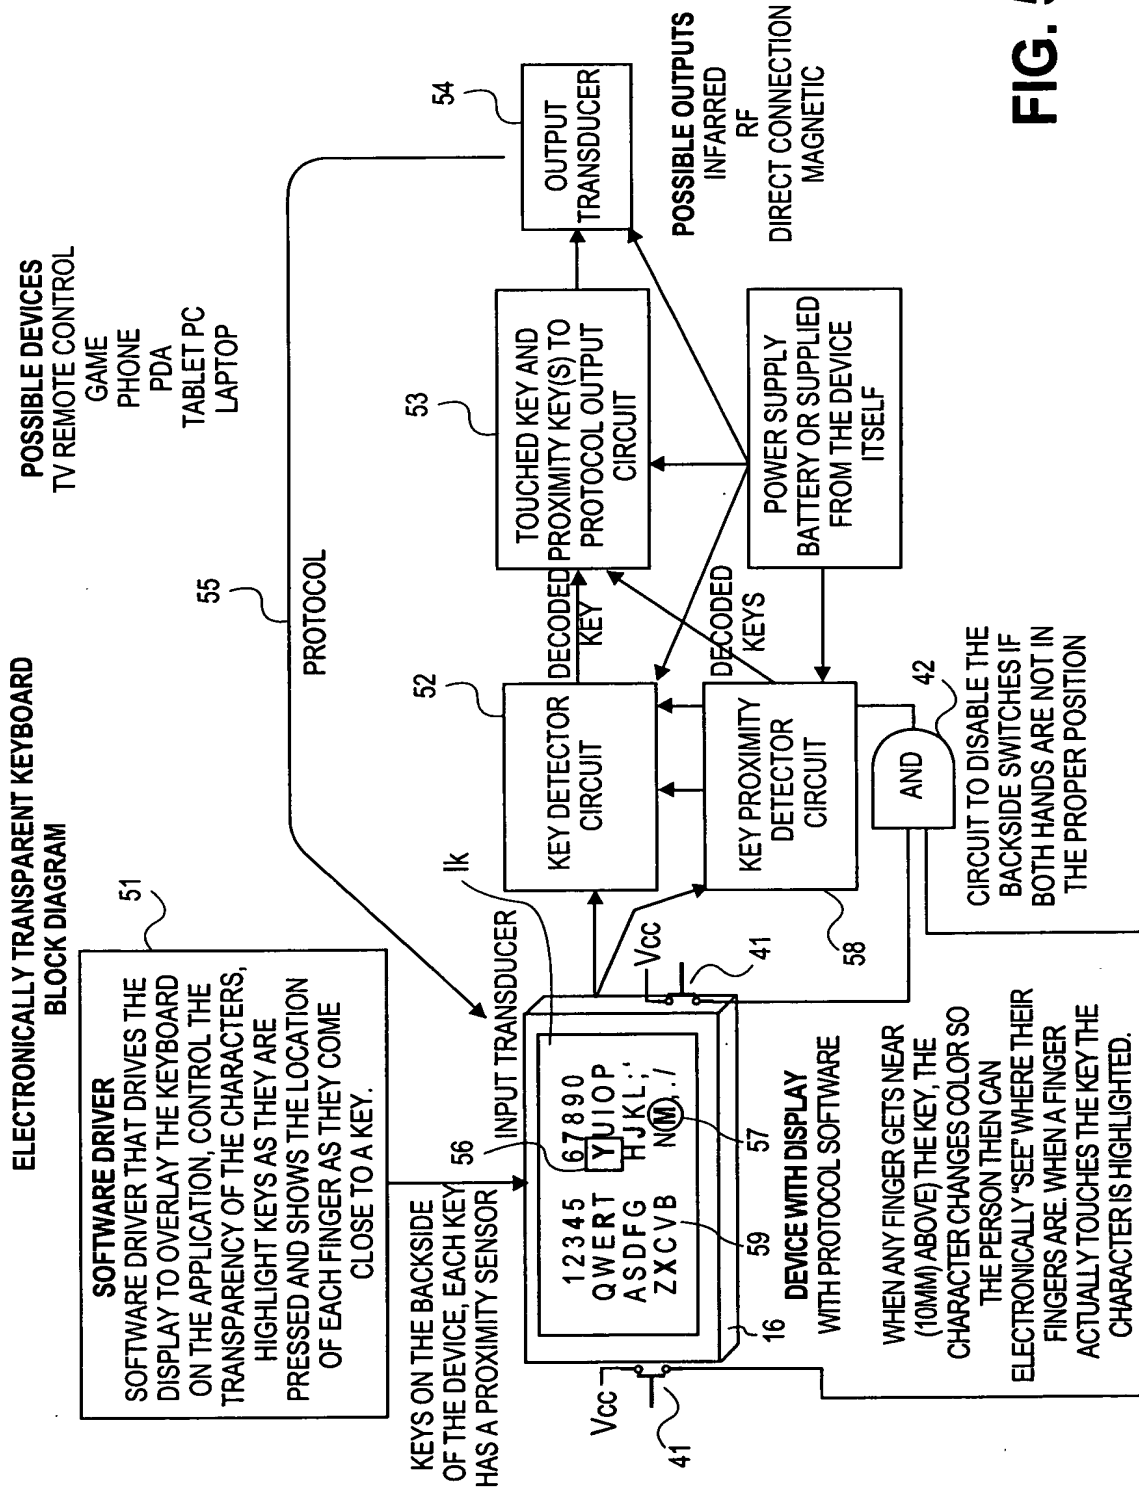 ELECTRONICALLY TRANSPARENT KEYBOARD
BLOCK DIAGRAM
POSSIBLE DEVICES
TV REMOTE CONTROL
GAME
PHONE
PDA
TABLET PC
LAPTOP
51
SOFTWARE DRIVER
SOFTWARE DRIVER THAT DRIVES THE
DISPLAY TO OVERLAY THE KEYBOARD
ON THE APPLICATION, CONTROL THE
TRANSPARENCY OF THE CHARACTERS,
HIGHLIGHT KEYS AS THEY ARE
PRESSED AND SHOWS THE LOCATION
OF EACH FINGER AS THEY COME
CLOSE TO A KEY.
55
PROTOCOL
KEYS ON THE BACKSIDE
OF THE DEVICE, EACH KEY
HAS A PROXIMITY SENSOR
56
INPUT TRANSDUCER
Ik
12345 67890
QWERT YUIOP
ASDFG HJKL;'
ZXCVB NM,./
57
59
16
Vcc
41
Vcc
41
DEVICE WITH DISPLAY
WITH PROTOCOL SOFTWARE
52
KEY DETECTOR
CIRCUIT
DECODED
KEY
53
TOUCHED KEY AND
PROXIMITY KEY(S) TO
PROTOCOL OUTPUT
CIRCUIT
54
OUTPUT
TRANSDUCER
POSSIBLE OUTPUTS
INFARRED
RF
DIRECT CONNECTION
MAGNETIC
KEY PROXIMITY
DETECTOR
CIRCUIT
58
DECODED
KEYS
POWER SUPPLY
BATTERY OR SUPPLIED
FROM THE DEVICE
ITSELF
AND
42
CIRCUIT TO DISABLE THE
BACKSIDE SWITCHES IF
BOTH HANDS ARE NOT IN
THE PROPER POSITION
WHEN ANY FINGER GETS NEAR
(10MM) ABOVE) THE KEY, THE
CHARACTER CHANGES COLOR SO
THE PERSON THEN CAN
ELECTRONICALLY "SEE" WHERE THEIR
FINGERS ARE. WHEN A FINGER
ACTUALLY TOUCHES THE KEY THE
CHARACTER IS HIGHLIGHTED.
FIG.